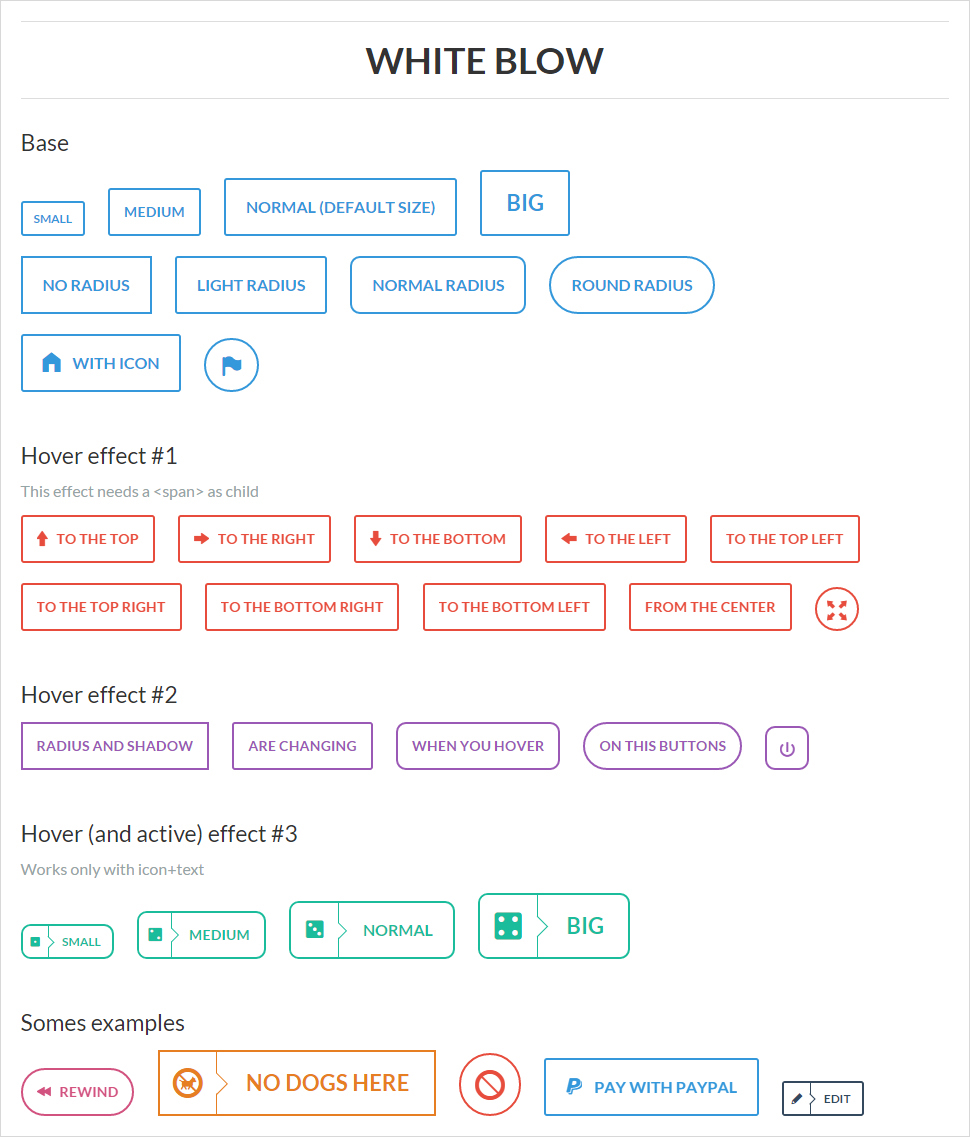 WHITE BLOW
Base
SMALL MEDIUM NORMAL (DEFAULT SIZE) BIG
NO RADIUS LIGHT RADIUS NORMAL RADIUS ROUND RADIUS
WITH ICON
Hover effect #1
This effect needs a <span> as child
TO THE TOP TO THE RIGHT TO THE BOTTOM TO THE LEFT TO THE TOP LEFT
TO THE TOP RIGHT TO THE BOTTOM RIGHT TO THE BOTTOM LEFT FROM THE CENTER
Hover effect #2
RADIUS AND SHADOW ARE CHANGING WHEN YOU HOVER ON THIS BUTTONS
Hover (and active) effect #3
Works only with icon+text
SMALL MEDIUM NORMAL BIG
Somes examples
REWIND NO DOGS HERE PAY WITH PAYPAL EDIT